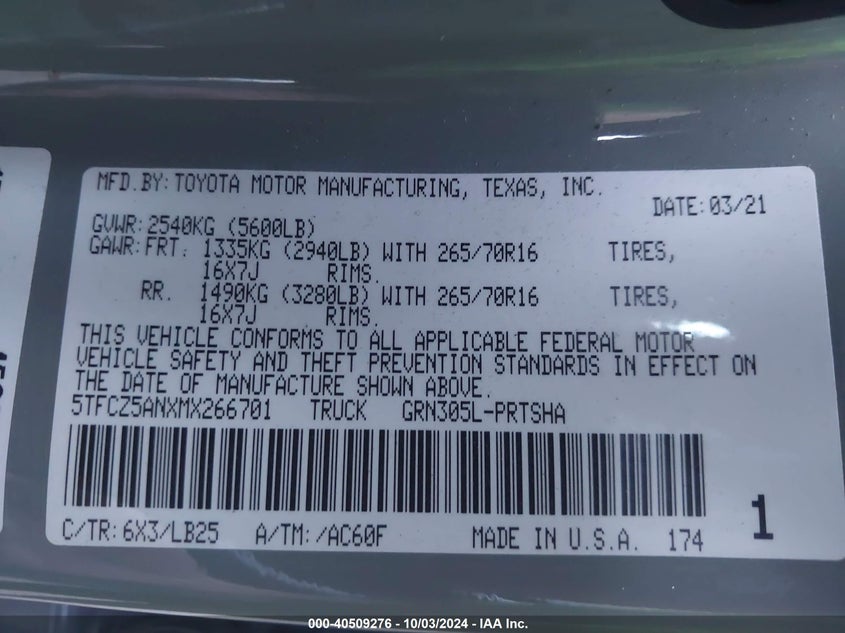 MFD.BY:TOYOTA MOTOR MANUFACTURING, TEXAS, INC.
DATE:03/21
GVWR:2540KG (5600LB)
GAWR:FRT. 1335KG (2940LB) WITH 265/70R16 TIRES,
16X7J RIMS.
RR. 1490KG (3280LB) WITH 265/70R16 TIRES,
16X7J RIMS.
THIS VEHICLE CONFORMS TO ALL APPLICABLE FEDERAL MOTOR
VEHICLE SAFETY AND THEFT PREVENTION STANDARDS IN EFFECT ON
THE DATE OF MANUFACTURE SHOWN ABOVE.
5TFCZ5ANXMX266701 TRUCK GRN305L-PRTSHA
C/TR:6X3/LB25 A/TM:/AC60F MADE IN U.S.A. 174
1
000-40509276 - 10/03/2024 - IAA Inc.